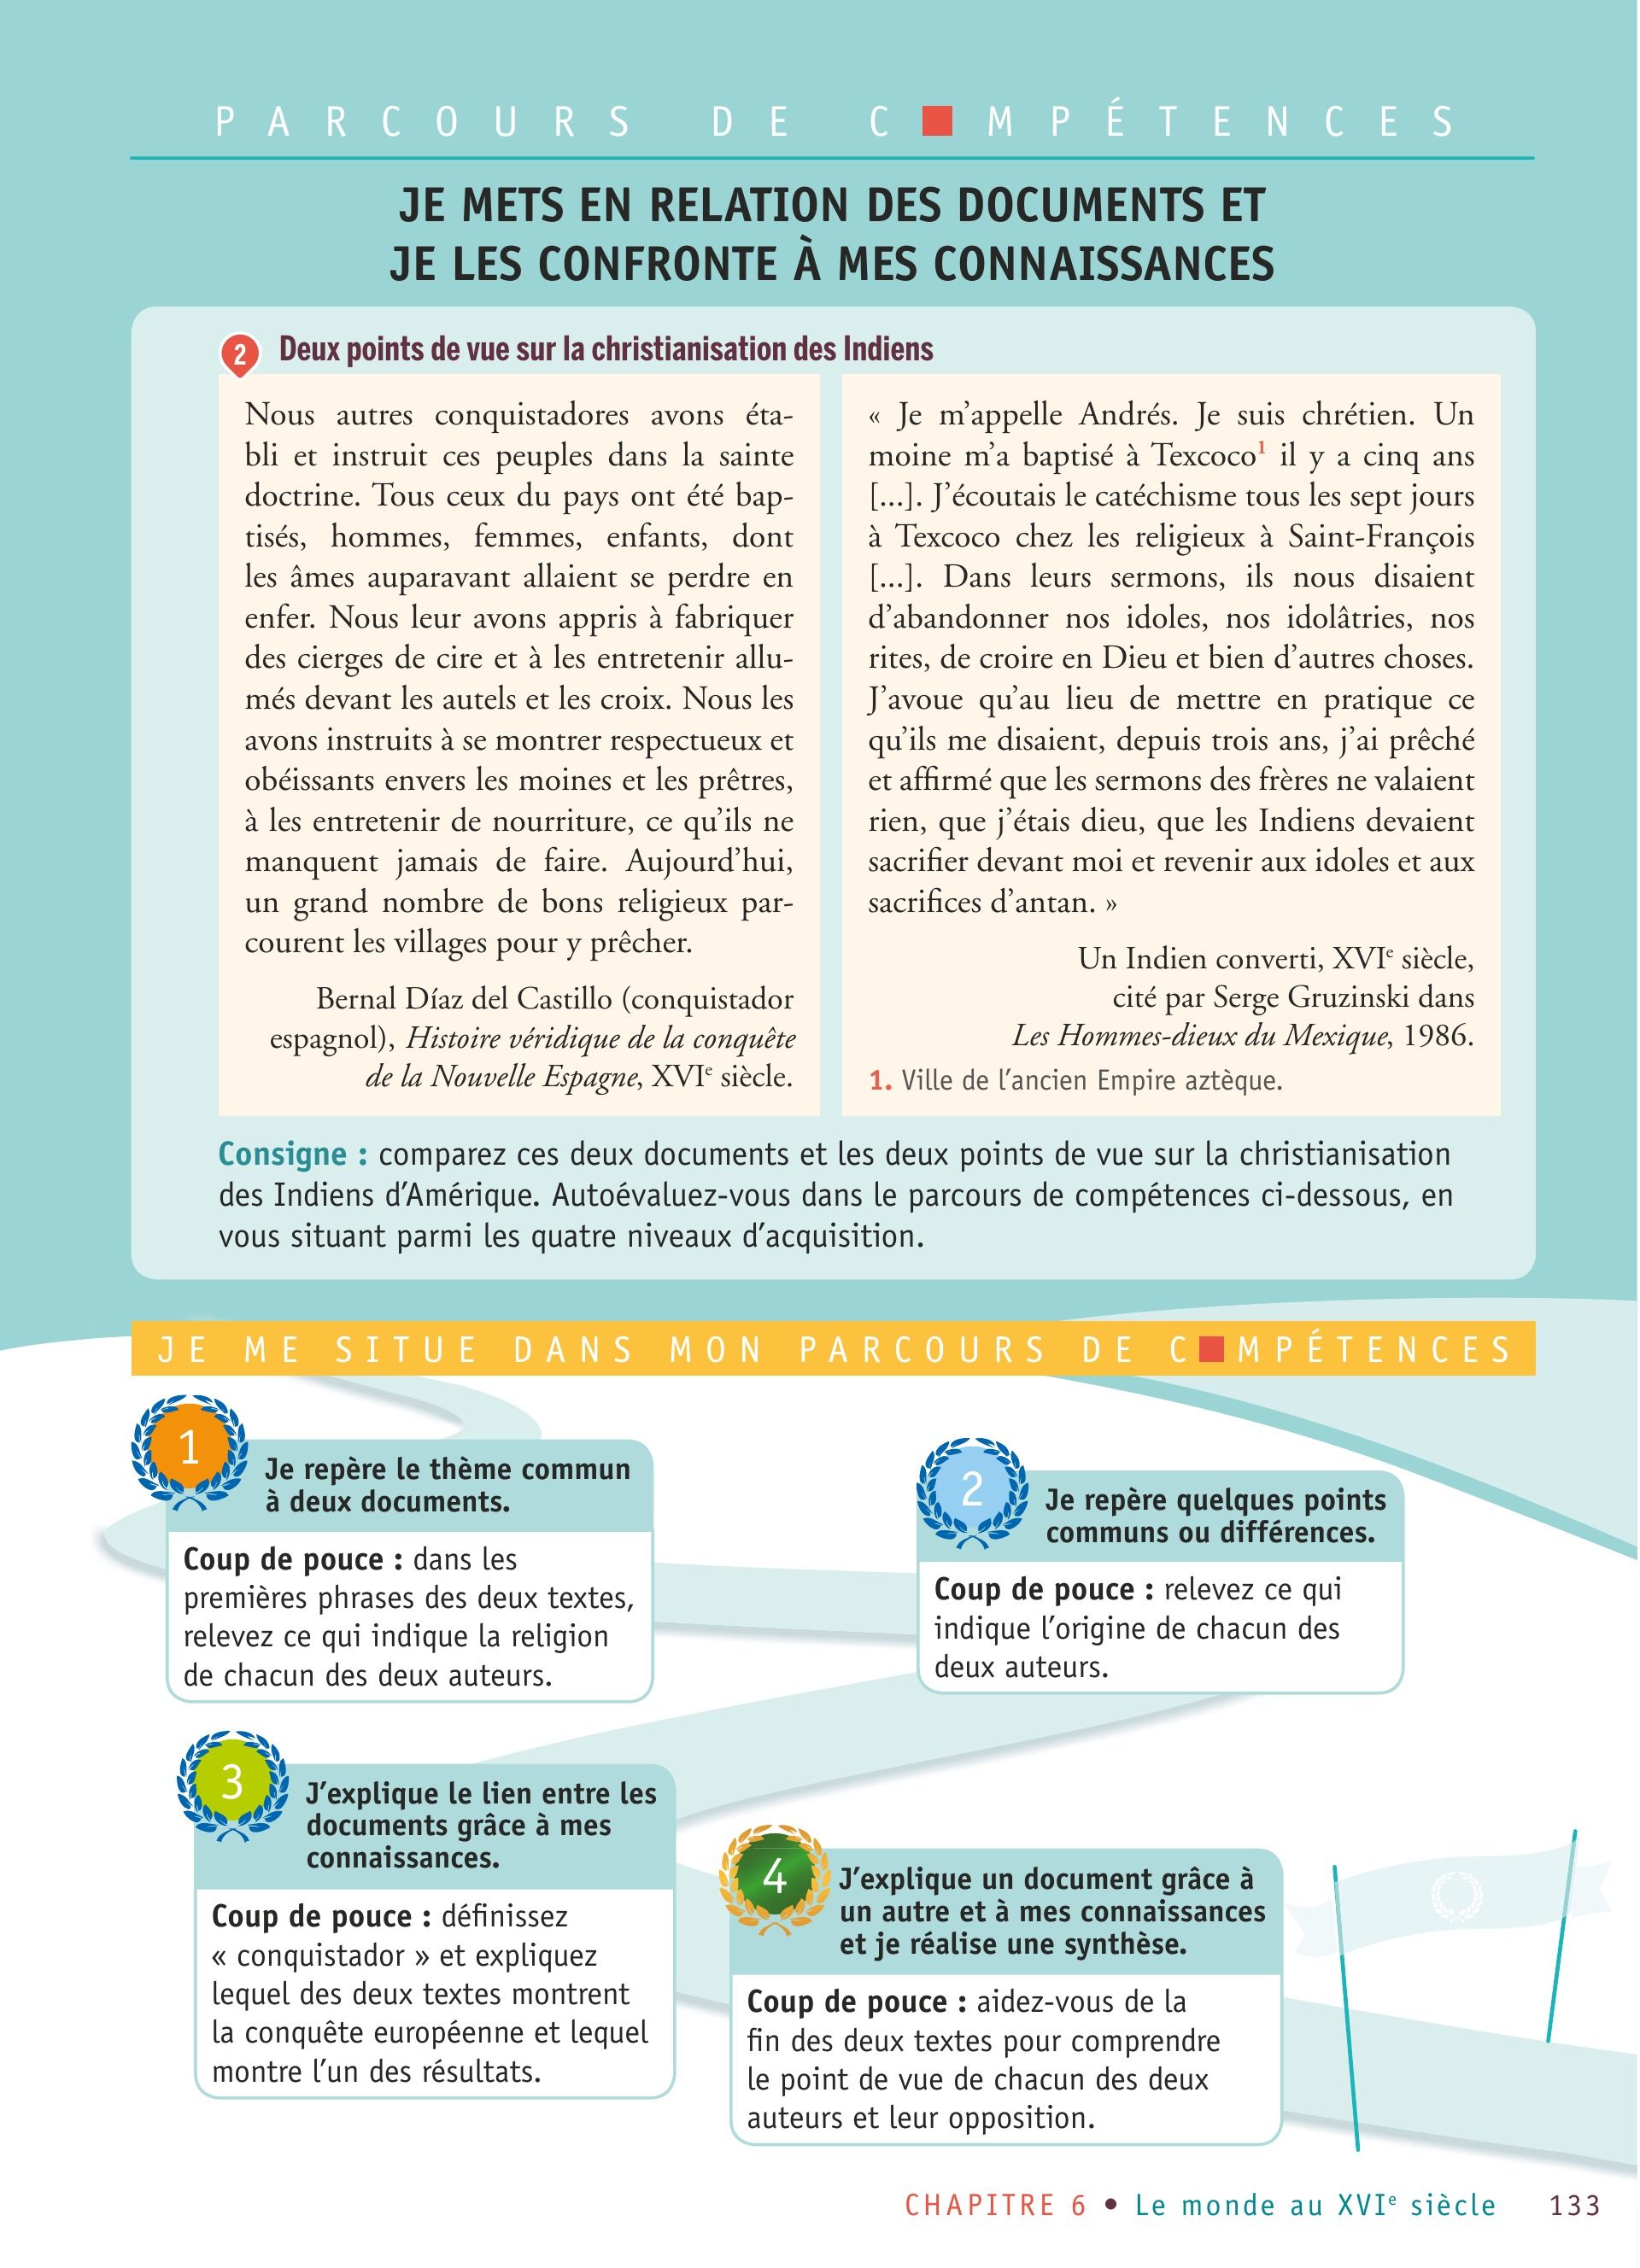 PARCOURS DE C■MPÉTENCES
JE METS EN RELATION DES DOCUMENTS ET
JE LES CONFRONTE À MES CONNAISSANCES
2 Deux points de vue sur la christianisation des Indiens
Nous autres conquistadores avons éta-
bli et instruit ces peuples dans la sainte
doctrine. Tous ceux du pays ont été bap-
tisés, hommes, femmes, enfants, dont
les âmes auparavant allaient se perdre en
enfer. Nous leur avons appris à fabriquer
des cierges de cire et à les entretenir allu-
més devant les autels et les croix. Nous les
avons instruits à se montrer respectueux et
obéissants envers les moines et les prêtres,
à les entretenir de nourriture, ce qu'ils ne
manquent jamais de faire. Aujourd'hui,
un grand nombre de bons religieux par-
courent les villages pour y prêcher.
Bernal Díaz del Castillo (conquistador
espagnol), Histoire véridique de la conquête
de la Nouvelle Espagne, XVIe siècle.
« Je m'appelle Andrés. Je suis chrétien. Un
moine m'a baptisé à Texcoco1 il y a cinq ans
[...]. J'écoutais le catéchisme tous les sept jours
à Texcoco chez les religieux à Saint-François
[...]. Dans leurs sermons, ils nous disaient
d'abandonner nos idoles, nos idolâtries, nos
rites, de croire en Dieu et bien d'autres choses.
J'avoue qu'au lieu de mettre en pratique ce
qu'ils me disaient, depuis trois ans, j'ai prêché
et affirmé que les sermons des frères ne valaient
rien, que j'étais dieu, que les Indiens devaient
sacrifier devant moi et revenir aux idoles et aux
sacrifices d'antan. »
Un Indien converti, XVIe siècle,
cité par Serge Gruzinski dans
Les Hommes-dieux du Mexique, 1986.
1. Ville de l'ancien Empire aztèque.
Consigne : comparez ces deux documents et les deux points de vue sur la christianisation
des Indiens d'Amérique. Autoévaluez-vous dans le parcours de compétences ci-dessous, en
vous situant parmi les quatre niveaux d'acquisition.
JE ME SITUE DANS MON PARCOURS DE C■MPÉTENCES
1
Je repère le thème commun
à deux documents.
Coup de pouce : dans les
premières phrases des deux textes,
relevez ce qui indique la religion
de chacun des deux auteurs.
2
Je repère quelques points
communs ou différences.
Coup de pouce : relevez ce qui
indique l'origine de chacun des
deux auteurs.
3
J'explique le lien entre les
documents grâce à mes
connaissances.
Coup de pouce : définissez
« conquistador » et expliquez
lequel des deux textes montrent
la conquête européenne et lequel
montre l'un des résultats.
4
J'explique un document grâce à
un autre et à mes connaissances
et je réalise une synthèse.
Coup de pouce : aidez-vous de la
fin des deux textes pour comprendre
le point de vue de chacun des deux
auteurs et leur opposition.
CHAPITRE 6 • Le monde au XVIe siècle 133